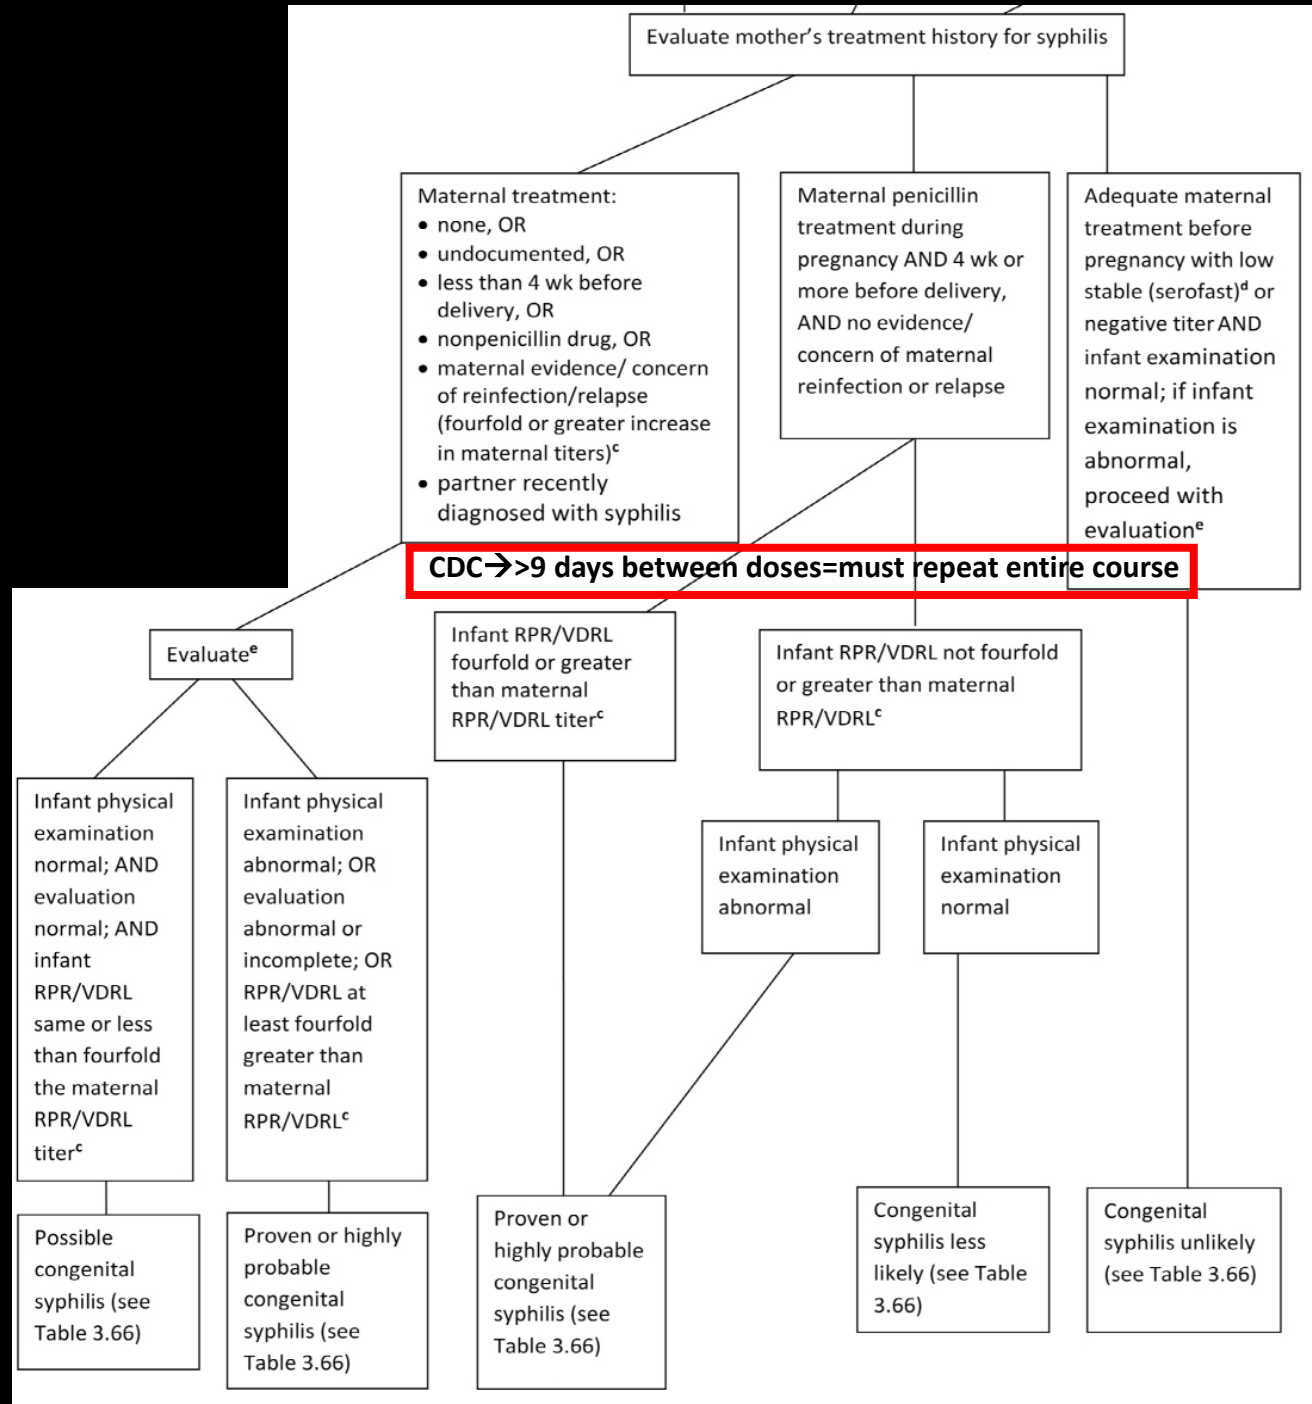 Evaluate mother's treatment history for syphilis
Maternal treatment:
• none, OR
• undocumented, OR
• less than 4 wk before
delivery, OR
• nonpenicillin drug, OR
• maternal evidence/ concern
of reinfection/relapse
(fourfold or greater increase
in maternal titers)c
• partner recently
diagnosed with syphilis
Maternal penicillin
treatment during
pregnancy AND 4 wk or
more before delivery,
AND no evidence/
concern of maternal
reinfection or relapse
Adequate maternal
treatment before
pregnancy with low
stable (serofast)d or
negative titer AND
infant examination
normal; if infant
examination is
abnormal,
proceed with
evaluatione
CDC→>9 days between doses=must repeat entire course
Evaluatee
Infant RPR/VDRL
fourfold or greater
than maternal
RPR/VDRL titerc
Infant RPR/VDRL not fourfold
or greater than maternal
RPR/VDRLc
Infant physical
examination
normal; AND
evaluation
normal; AND
infant
RPR/VDRL
same or less
than fourfold
the maternal
RPR/VDRL
titerc
Infant physical
examination
abnormal; OR
evaluation
abnormal or
incomplete; OR
RPR/VDRL at
least fourfold
greater than
maternal
RPR/VDRLc
Infant physical
examination
abnormal
Infant physical
examination
normal
Possible
congenital
syphilis (see
Table 3.66)
Proven or highly
probable
congenital
syphilis (see
Table 3.66)
Proven or
highly probable
congenital
syphilis (see
Table 3.66)
Congenital
syphilis less
likely (see Table
3.66)
Congenital
syphilis unlikely
(see Table 3.66)